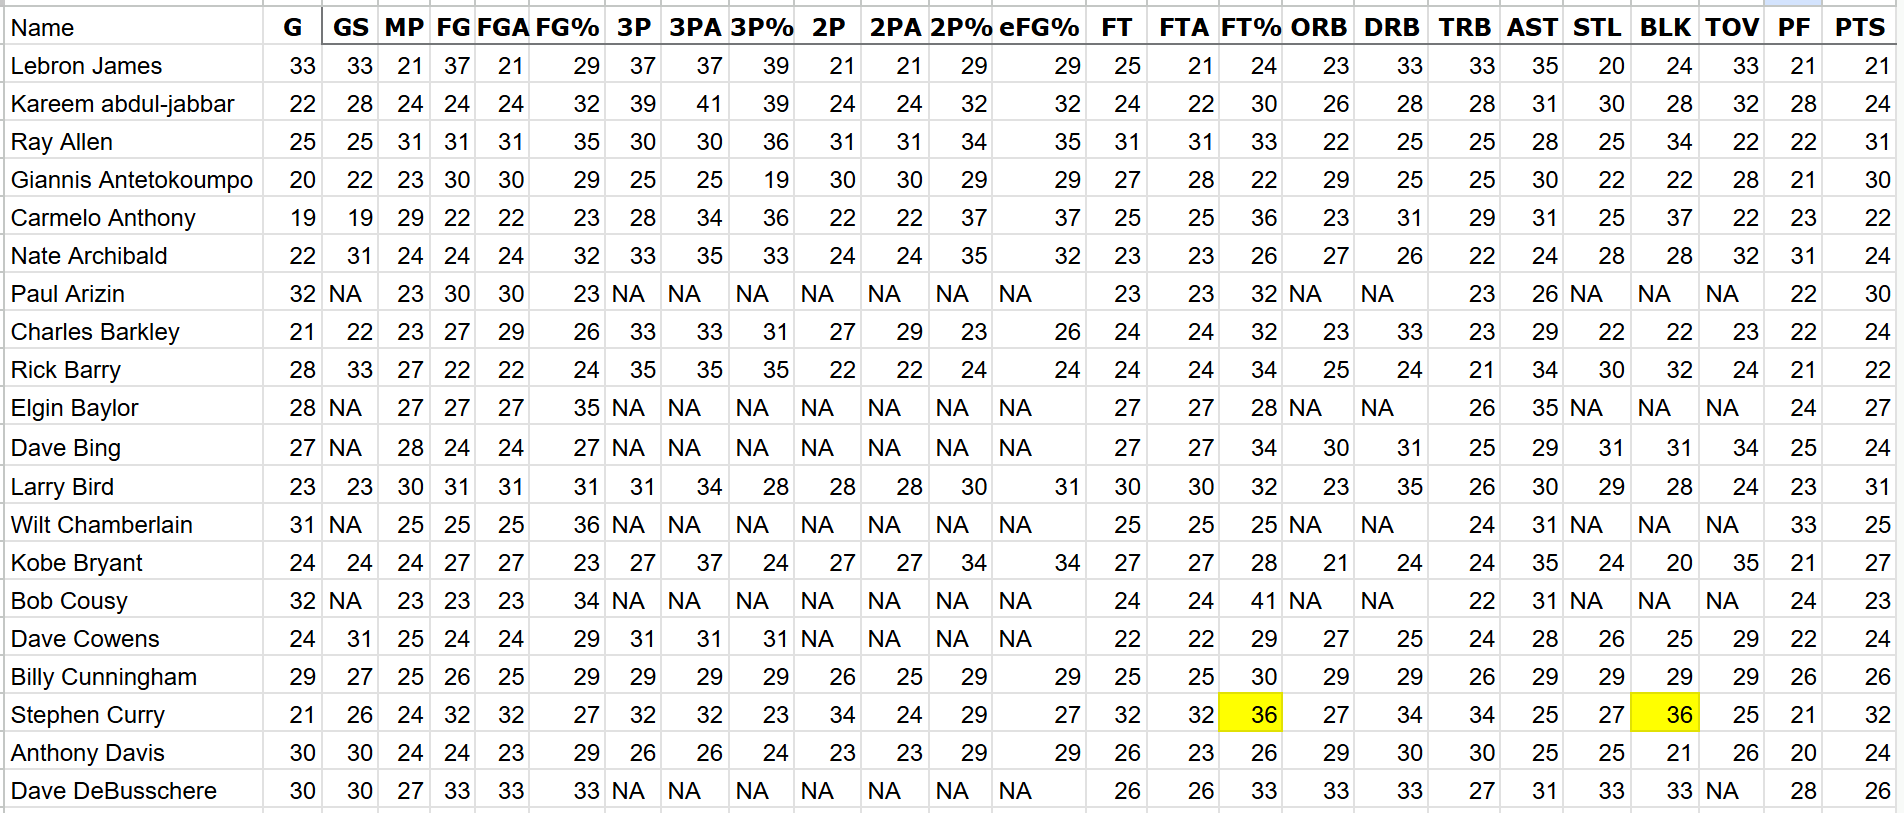 Name G GS MP FG FGA FG% 3P 3PA 3P% 2P 2PA 2P% eFG% FT FTA FT% ORB DRB TRB AST STL BLK TOV PF PTS
Lebron James 33 33 21 37 21 29 37 37 39 21 21 29 29 25 21 24 23 33 33 35 20 24 33 21 21
Kareem abdul-jabbar 22 28 24 24 24 32 39 41 39 24 24 32 32 24 22 30 26 28 28 31 30 28 32 28 24
Ray Allen 25 25 31 31 31 35 30 30 36 31 31 34 35 31 31 33 22 25 25 28 25 34 22 22 31
Giannis Antetokoumpo 20 22 23 30 30 29 25 25 19 30 30 29 29 27 28 22 29 25 25 30 22 22 28 21 30
Carmelo Anthony 19 19 29 22 22 23 28 34 36 22 22 37 37 25 25 36 23 31 29 31 25 37 22 23 22
Nate Archibald 22 31 24 24 24 32 33 35 33 24 24 35 32 23 23 26 27 26 22 24 28 28 32 31 24
Paul Arizin 32 NA 23 30 30 23 NA NA NA NA NA NA NA 23 23 32 NA NA 23 26 NA NA NA 22 30
Charles Barkley 21 22 23 27 29 26 33 33 31 27 29 23 26 24 24 32 23 33 23 29 22 22 23 22 24
Rick Barry 28 33 27 22 22 24 35 35 35 22 22 24 24 24 24 34 25 24 21 34 30 32 24 21 22
Elgin Baylor 28 NA 27 27 27 35 NA NA NA NA NA NA NA 27 27 28 NA NA 26 35 NA NA NA 24 27
Dave Bing 27 NA 28 24 24 27 NA NA NA NA NA NA NA 27 27 34 30 31 25 29 31 31 34 25 24
Larry Bird 23 23 30 31 31 31 31 34 28 28 28 30 31 30 30 32 23 35 26 30 29 28 24 23 31
Wilt Chamberlain 31 NA 25 25 25 36 NA NA NA NA NA NA NA 25 25 25 NA NA 24 31 NA NA NA 33 25
Kobe Bryant 24 24 24 27 27 23 27 37 24 27 27 34 34 27 27 28 21 24 24 35 24 20 35 21 27
Bob Cousy 32 NA 23 23 23 34 NA NA NA NA NA NA NA 24 24 41 NA NA 22 31 NA NA NA 24 23
Dave Cowens 24 31 25 24 24 29 31 31 31 NA NA NA NA 22 22 29 27 25 24 28 26 25 29 22 24
Billy Cunningham 29 27 25 26 25 29 29 29 29 26 25 29 29 25 25 30 29 29 26 29 29 29 29 26 26
Stephen Curry 21 26 24 32 32 27 32 32 23 34 24 29 27 32 32 36 27 34 34 25 27 36 25 21 32
Anthony Davis 30 30 24 24 23 29 26 26 24 23 23 29 29 26 23 26 29 30 30 25 25 21 26 20 24
Dave DeBusschere 30 30 27 33 33 33 NA NA NA NA NA NA NA 26 26 33 33 33 27 31 33 33 NA 28 26